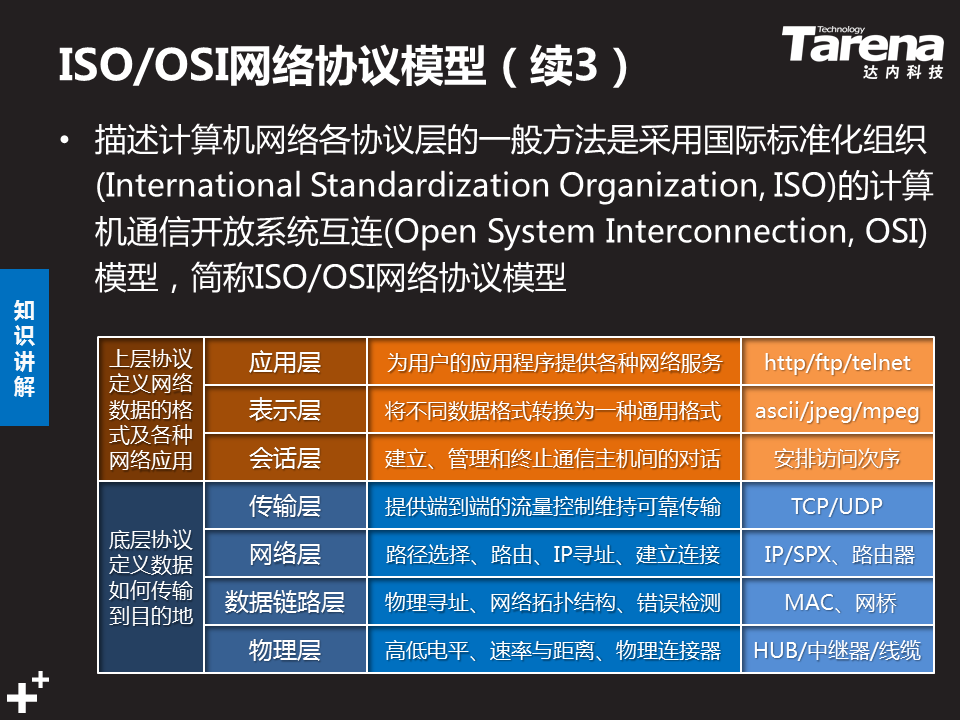 ISO/OSI网络协议模型（续3）
Technology
Tarena
达内科技
• 描述计算机网络各协议层的一般方法是采用国际标准化组织
(International Standardization Organization, ISO)的计算
机通信开放系统互连(Open System Interconnection, OSI)
模型，简称ISO/OSI网络协议模型
知
识
讲
解
上层协议
定义网络
数据的格
式及各种
网络应用
应用层
为用户的应用程序提供各种网络服务
http/ftp/telnet
表示层
将不同数据格式转换为一种通用格式
ascii/jpeg/mpeg
会话层
建立、管理和终止通信主机间的对话
安排访问次序
底层协议
定义数据
如何传输
到目的地
传输层
提供端到端的流量控制维持可靠传输
TCP/UDP
网络层
路径选择、路由、IP寻址、建立连接
IP/SPX、路由器
数据链路层
物理寻址、网络拓扑结构、错误检测
MAC、网桥
物理层
高低电平、速率与距离、物理连接器
HUB/中继器/线缆